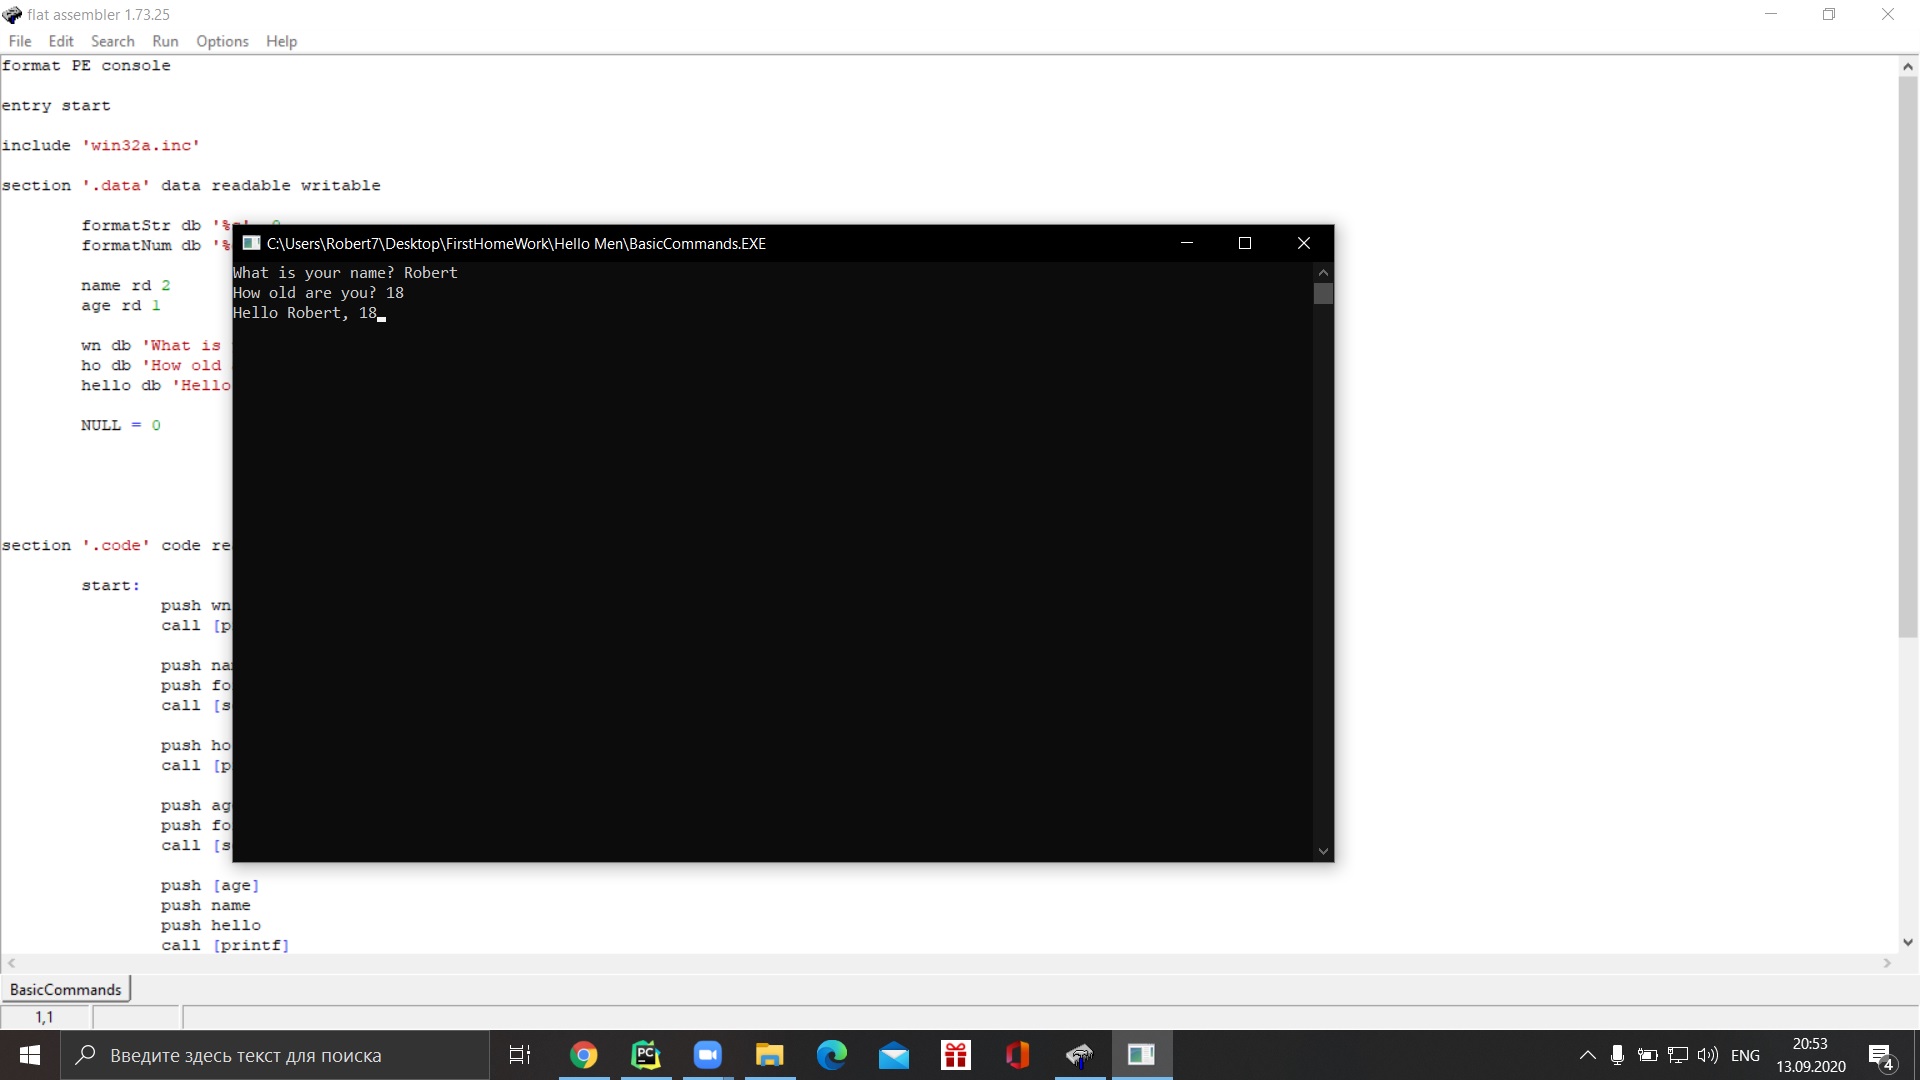 flat assembler 1.73.25
File Edit Search Run Options Help
format PE console
entry start
include 'win32a.inc'
section '.data' data readable writable
formatStr db
formatNum db
name rd 2
age rd 1
wn db 'What is
ho db 'How old
hello db 'Hello
NULL = 0
section '.code' code re
start:
push wn
call [p
push na
push fo
call [s
push ho
call [p
push ag
push fo
call [s
push [age]
push name
push hello
call [printf]
C:\Users\Robert7\Desktop\FirstHomeWork\Hello Men\BasicCommands.EXE
What is your name? Robert
How old are you? 18
Hello Robert, 18
BasicCommands
1,1
Введите здесь текст для поиска
PC
ENG
20:53
13.09.2020
4